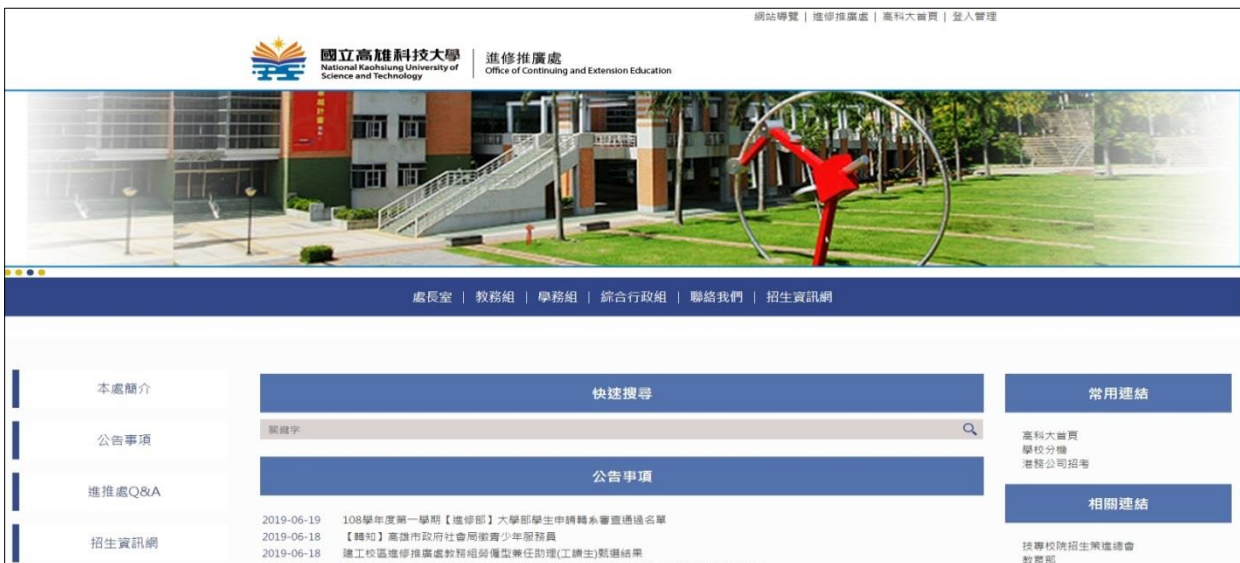 網站導覽 | 進修推廣處 | 高科大首頁 | 登入管理
國立高雄科技大學
National Kaohsiung University of
Science and Technology
進修推廣處
Office of Continuing and Extension Education
處長室 | 教務組 | 學務組 | 綜合行政組 | 聯絡我們 | 招生資訊網
本處簡介
公告事項
進推處Q&A
招生資訊網
快速搜尋
關鍵字
公告事項
2019-06-19 108學年度第一學期【進修部】大學部學生申請轉系審查通過名單
2019-06-18 【轉知】高雄市政府社會局徵青少年服務員
2019-06-18 建工校區進修推廣處教務組勞僱型兼任助理(工讀生)甄選結果
常用連結
高科大首頁
學校分機
港務公司招考
相關連結
技專校院招生策進總會
教育部